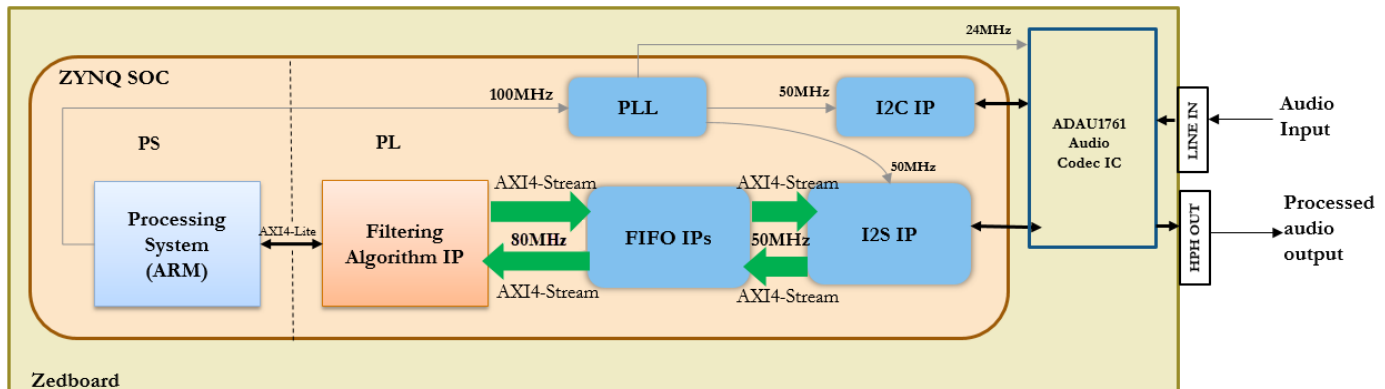 24MHz
ZYNQ SOC
100MHz
PLL
50MHz
I2C IP
ADAU1761
Audio
Codec IC
LINE IN
Audio
Input
PS
PL
50MHz
AXI4-Stream
AXI4-Stream
Processing
System
(ARM)
AXI4-Lite
Filtering
Algorithm IP
80MHz
FIFO IPs
50MHz
I2S IP
HPH OUT
Processed
audio
output
AXI4-Stream
AXI4-Stream
Zedboard